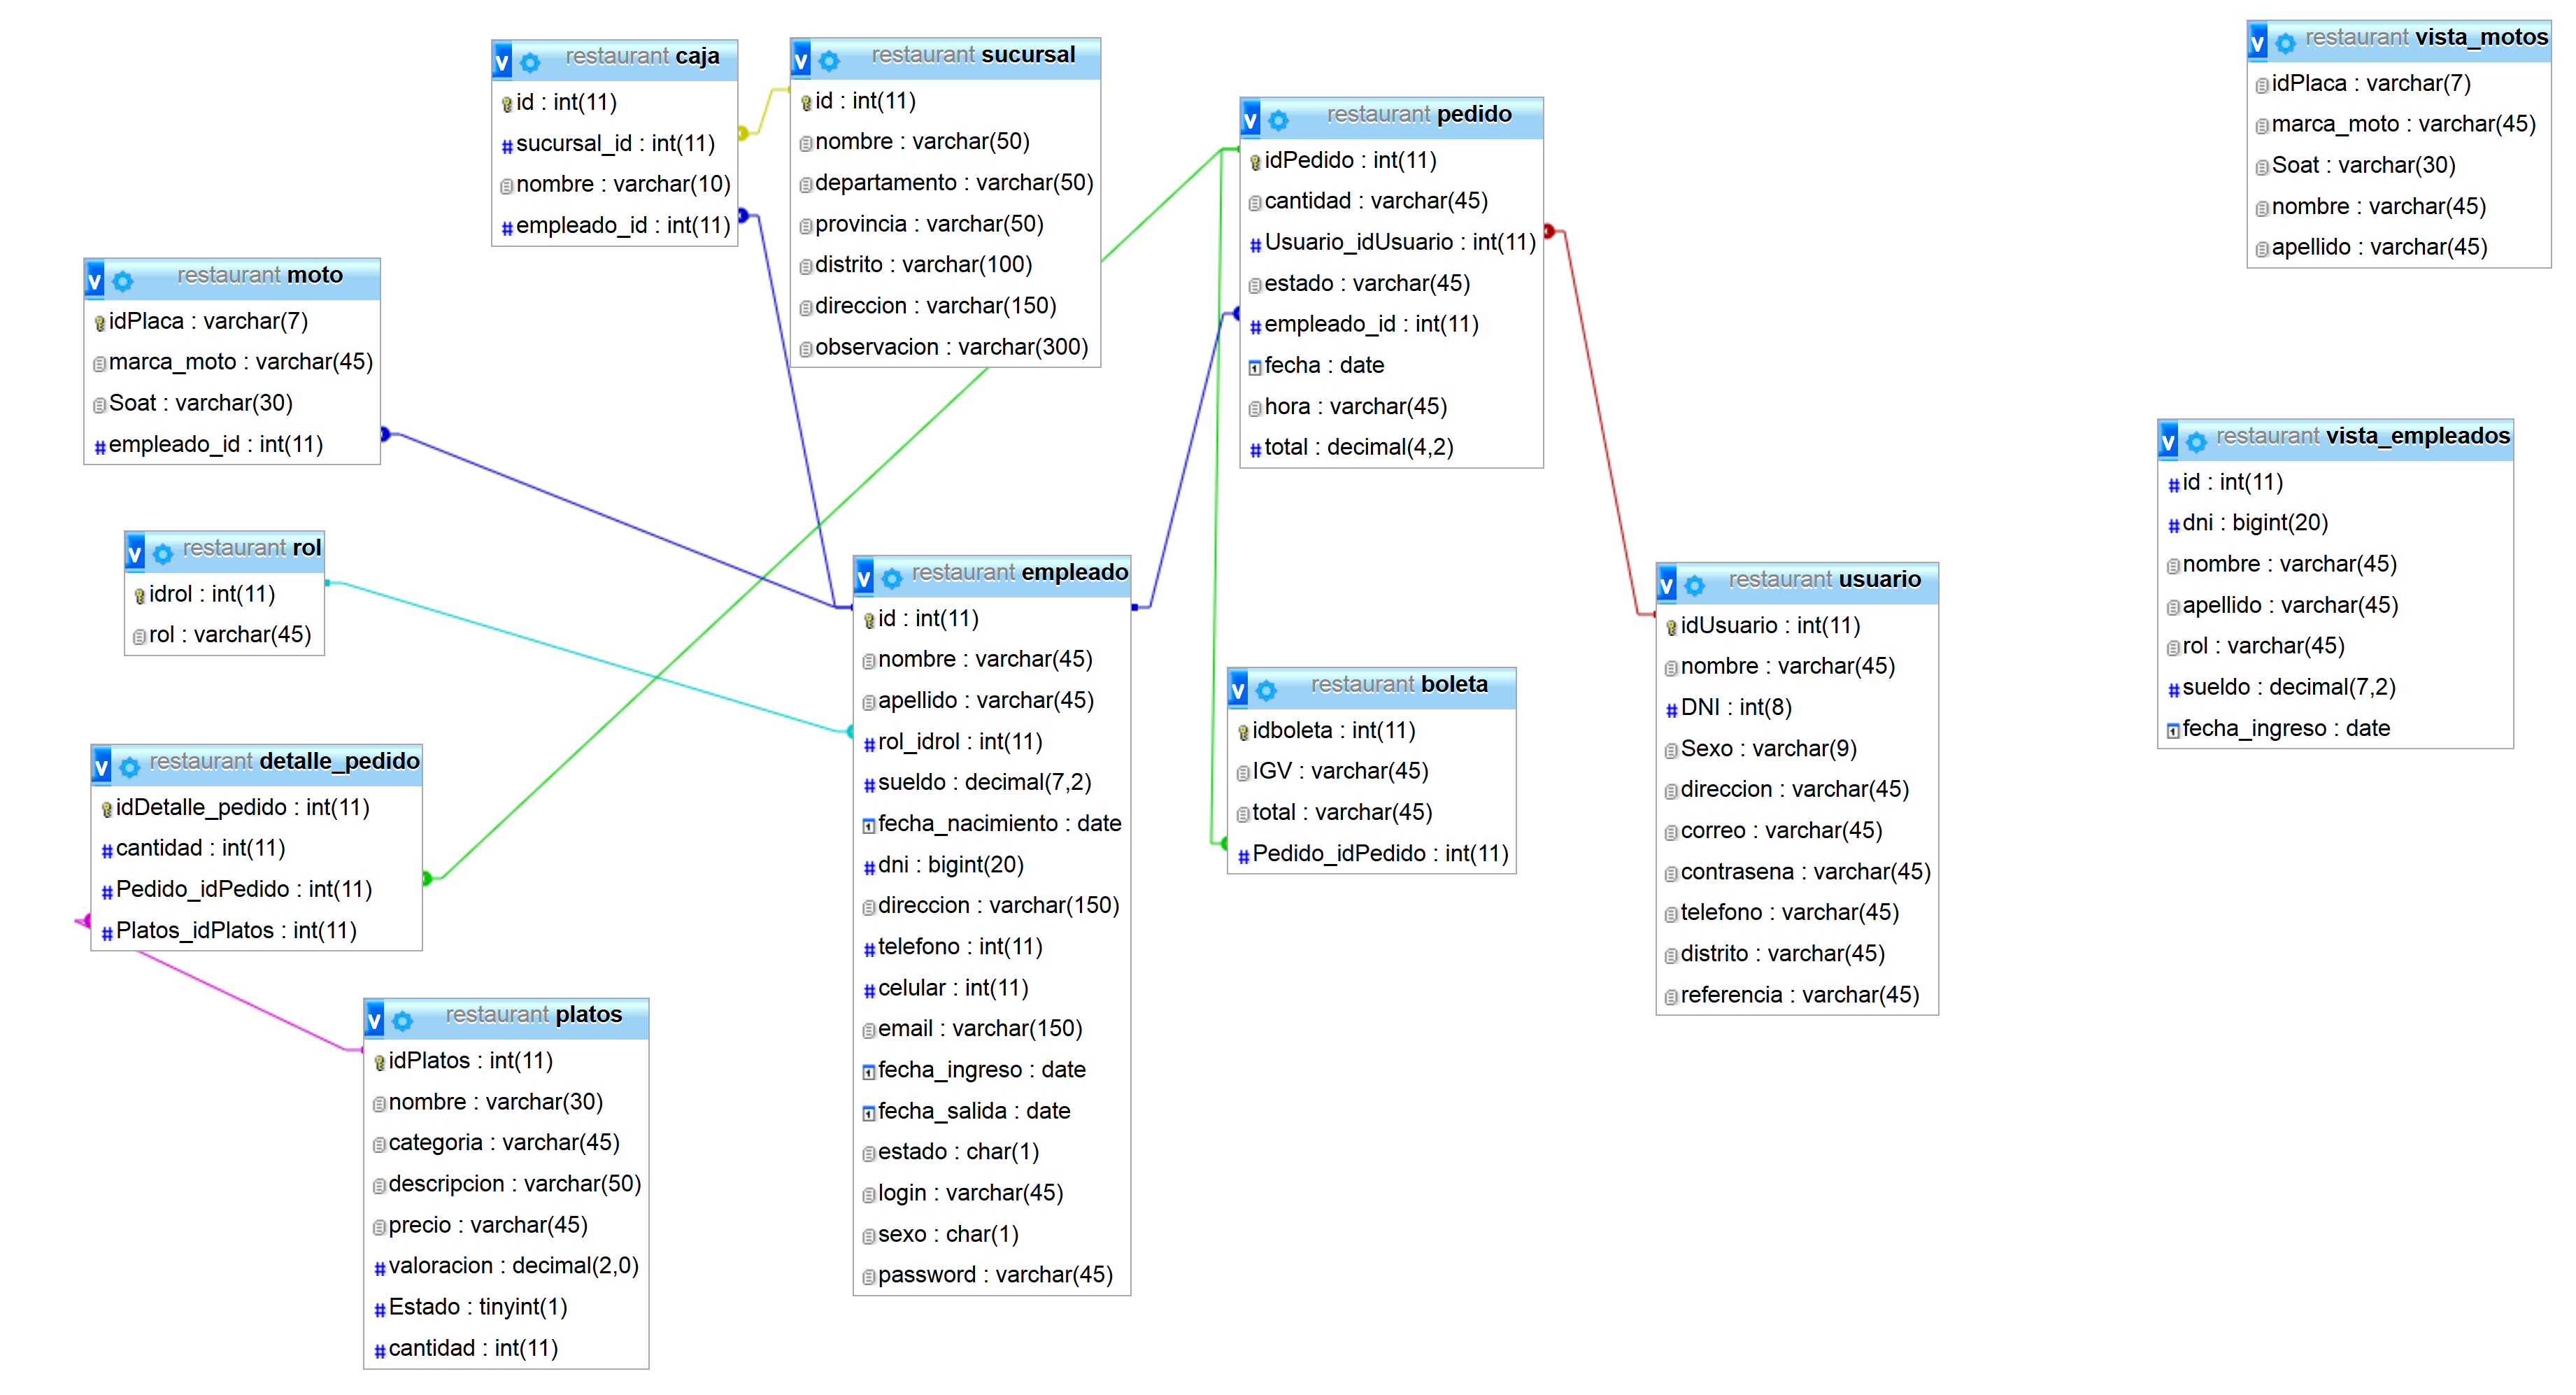 restaurant caja
id : int(11)
sucursal_id : int(11)
nombre : varchar(10)
empleado_id : int(11)
restaurant sucursal
id : int(11)
nombre : varchar(50)
departamento : varchar(50)
provincia : varchar(50)
distrito : varchar(100)
direccion : varchar(150)
observacion : varchar(300)
restaurant pedido
idPedido : int(11)
cantidad : varchar(45)
Usuario_idUsuario : int(11)
estado : varchar(45)
empleado_id : int(11)
fecha : date
hora : varchar(45)
total : decimal(4,2)
restaurant vista_motos
idPlaca : varchar(7)
marca_moto : varchar(45)
Soat : varchar(30)
nombre : varchar(45)
apellido : varchar(45)
restaurant moto
idPlaca : varchar(7)
marca_moto : varchar(45)
Soat : varchar(30)
empleado_id : int(11)
restaurant rol
idrol : int(11)
rol : varchar(45)
restaurant empleado
id : int(11)
nombre : varchar(45)
apellido : varchar(45)
rol_idrol : int(11)
sueldo : decimal(7,2)
fecha_nacimiento : date
dni : bigint(20)
direccion : varchar(150)
telefono : int(11)
celular : int(11)
email : varchar(150)
fecha_ingreso : date
fecha_salida : date
estado : char(1)
login : varchar(45)
sexo : char(1)
password : varchar(45)
restaurant boleta
idboleta : int(11)
IGV : varchar(45)
total : varchar(45)
Pedido_idPedido : int(11)
restaurant usuario
idUsuario : int(11)
nombre : varchar(45)
DNI : int(8)
Sexo : varchar(9)
direccion : varchar(45)
correo : varchar(45)
contrasena : varchar(45)
telefono : varchar(45)
distrito : varchar(45)
referencia : varchar(45)
restaurant vista_empleados
id : int(11)
dni : bigint(20)
nombre : varchar(45)
apellido : varchar(45)
rol : varchar(45)
sueldo : decimal(7,2)
fecha_ingreso : date
restaurant detalle_pedido
idDetalle_pedido : int(11)
cantidad : int(11)
Pedido_idPedido : int(11)
Platos_idPlatos : int(11)
restaurant platos
idPlatos : int(11)
nombre : varchar(30)
categoria : varchar(45)
descripcion : varchar(50)
precio : varchar(45)
valoracion : decimal(2,0)
Estado : tinyint(1)
cantidad : int(11)